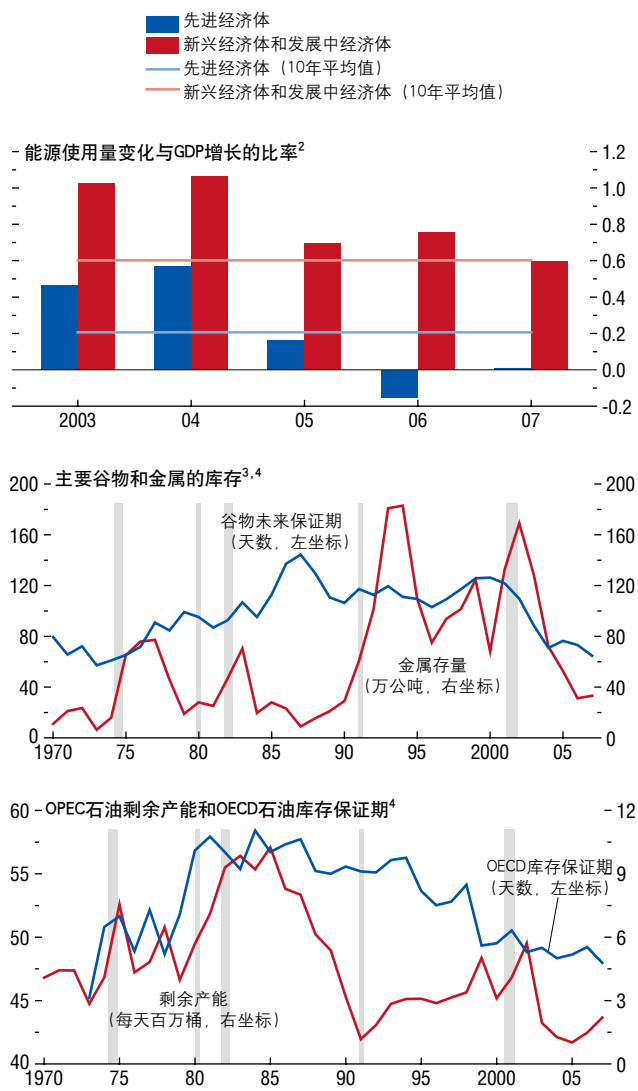 先进经济体
新兴经济体和发展中经济体
先进经济体（10年平均值）
新兴经济体和发展中经济体（10年平均值）
能源使用量变化与GDP增长的比率2
1.2
1.0
0.8
0.6
0.4
0.2
0.0
-0.2
2003 04 05 06 07
主要谷物和金属的库存3,4
200 200
160 160
120 120
80 80
40 40
0 0
谷物未来保证期
（天数，左坐标）
金属存量
（万公吨，右坐标）
1970 75 80 85 90 95 2000 05
OPEC石油剩余产能和OECD石油库存保证期4
60 12
55 9
50 6
45 3
40 0
OECD库存保证期
（天数，左坐标）
剩余产能
（每天百万桶，右坐标）
1970 75 80 85 90 95 2000 05